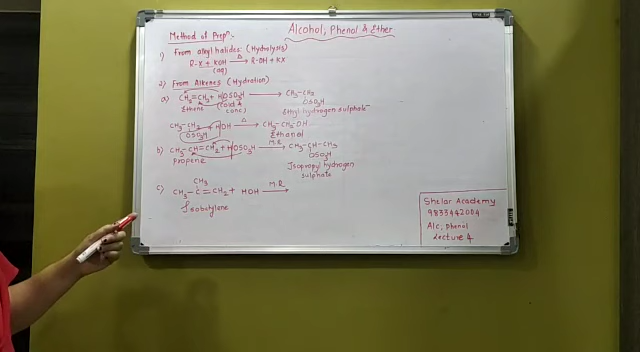 Alcohol, Phenol & Ether
Method of Prepn.
1) From alkyl halides: (Hydrolysis)
R-X + KOH →Δ R-OH + KX
(aq)
2) From Alkenes (Hydration)
a) CH2=CH2 + HOSO3H → CH3-CH2
OSO3H
Ethene (Cold & conc) Ethyl hydrogen sulphate
CH3-CH2 + HOH →Δ CH3-CH2-OH
OSO3H Ethanol
b) CH3-CH=CH2 + HOSO3H →M.R CH3-CH-CH3
OSO3H
Propene Isopropyl hydrogen
sulphate
c) CH3
CH3-C=CH2 + HOH →M.R
Isobutylene
Shelar Academy
9833442004
Alc, Phenol
Lecture 4